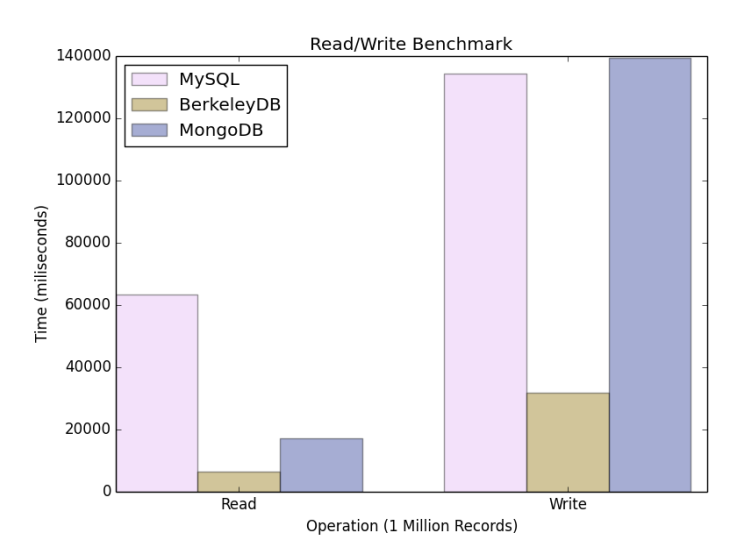 Read/Write Benchmark
MySQL
BerkeleyDB
MongoDB
140000
120000
100000
80000
60000
40000
20000
0
Time (miliseconds)
Read
Write
Operation (1 Million Records)